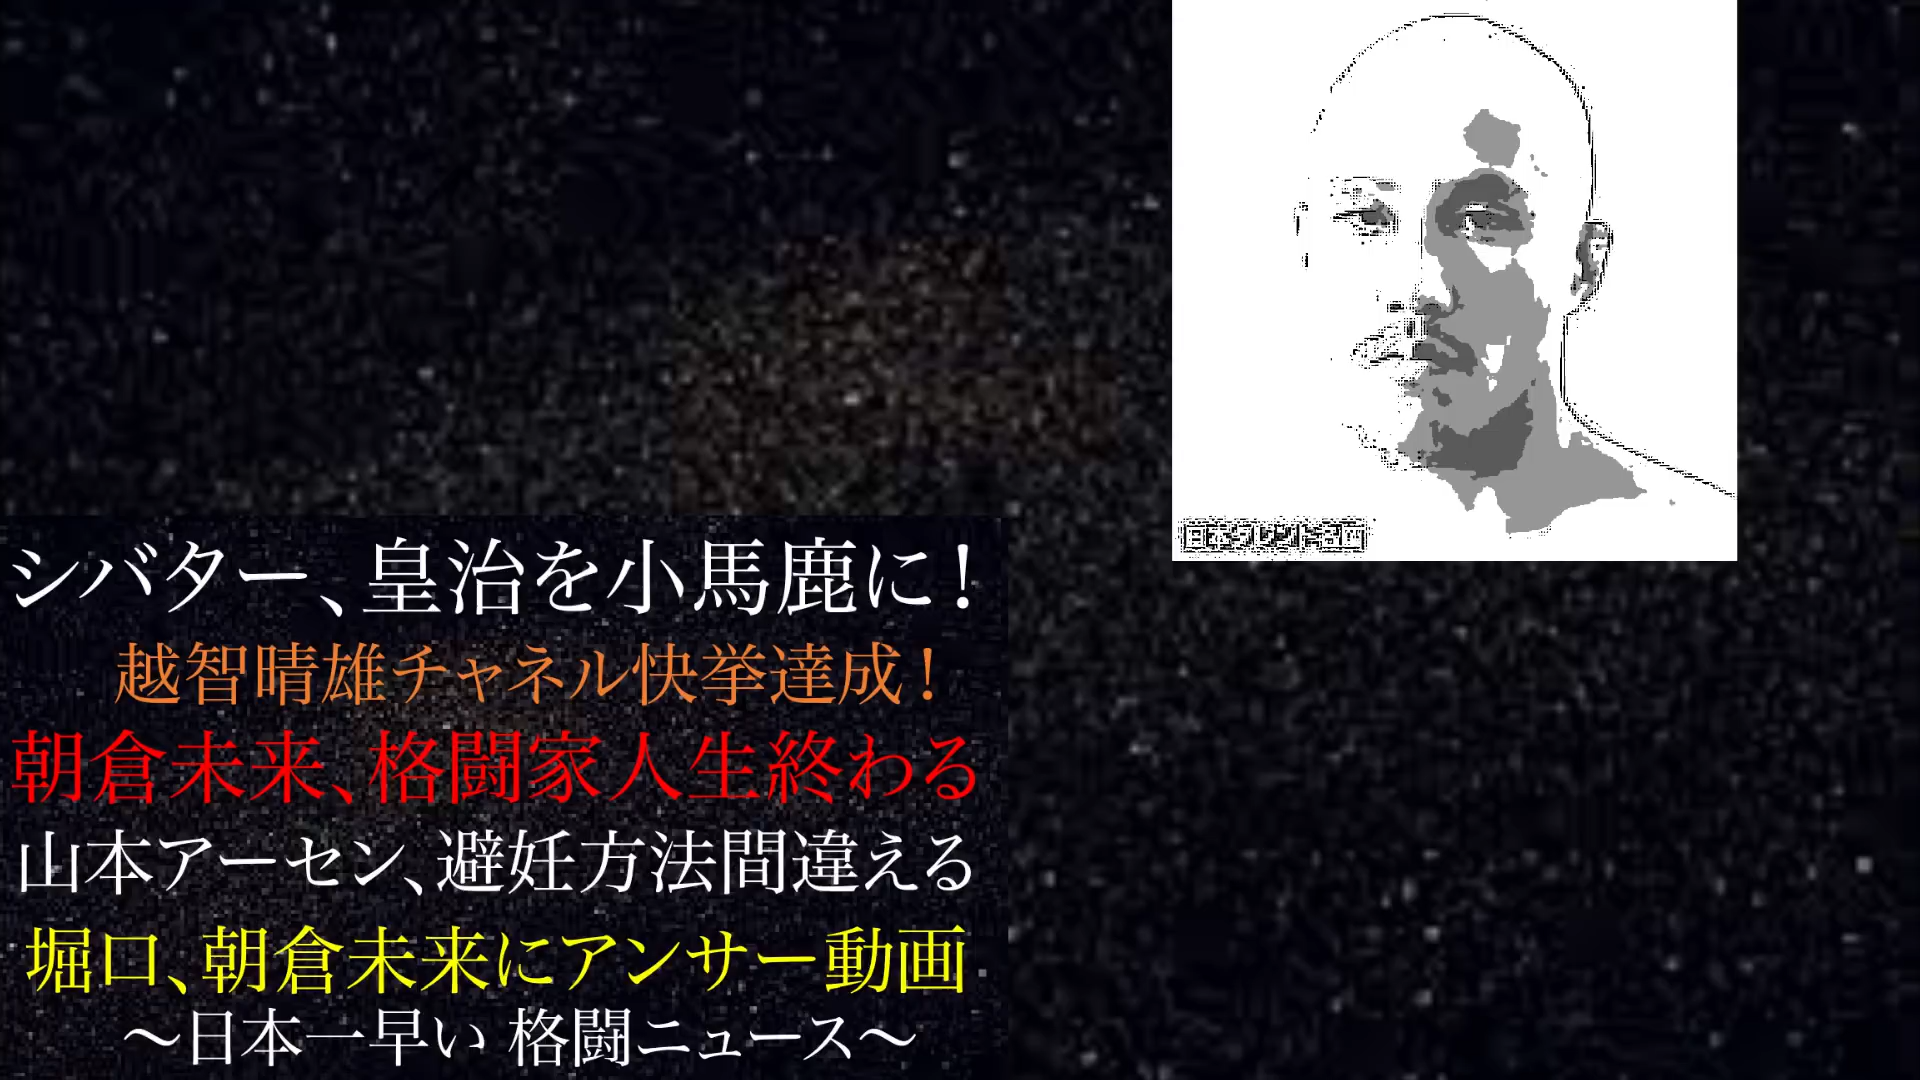 シバター、皇治を小馬鹿に！
越智晴雄チャネル快挙達成！
朝倉未来、格闘家人生終わる
山本アーセン、避妊方法間違える
堀口、朝倉未来にアンサー動画
〜日本一早い 格闘ニュース〜